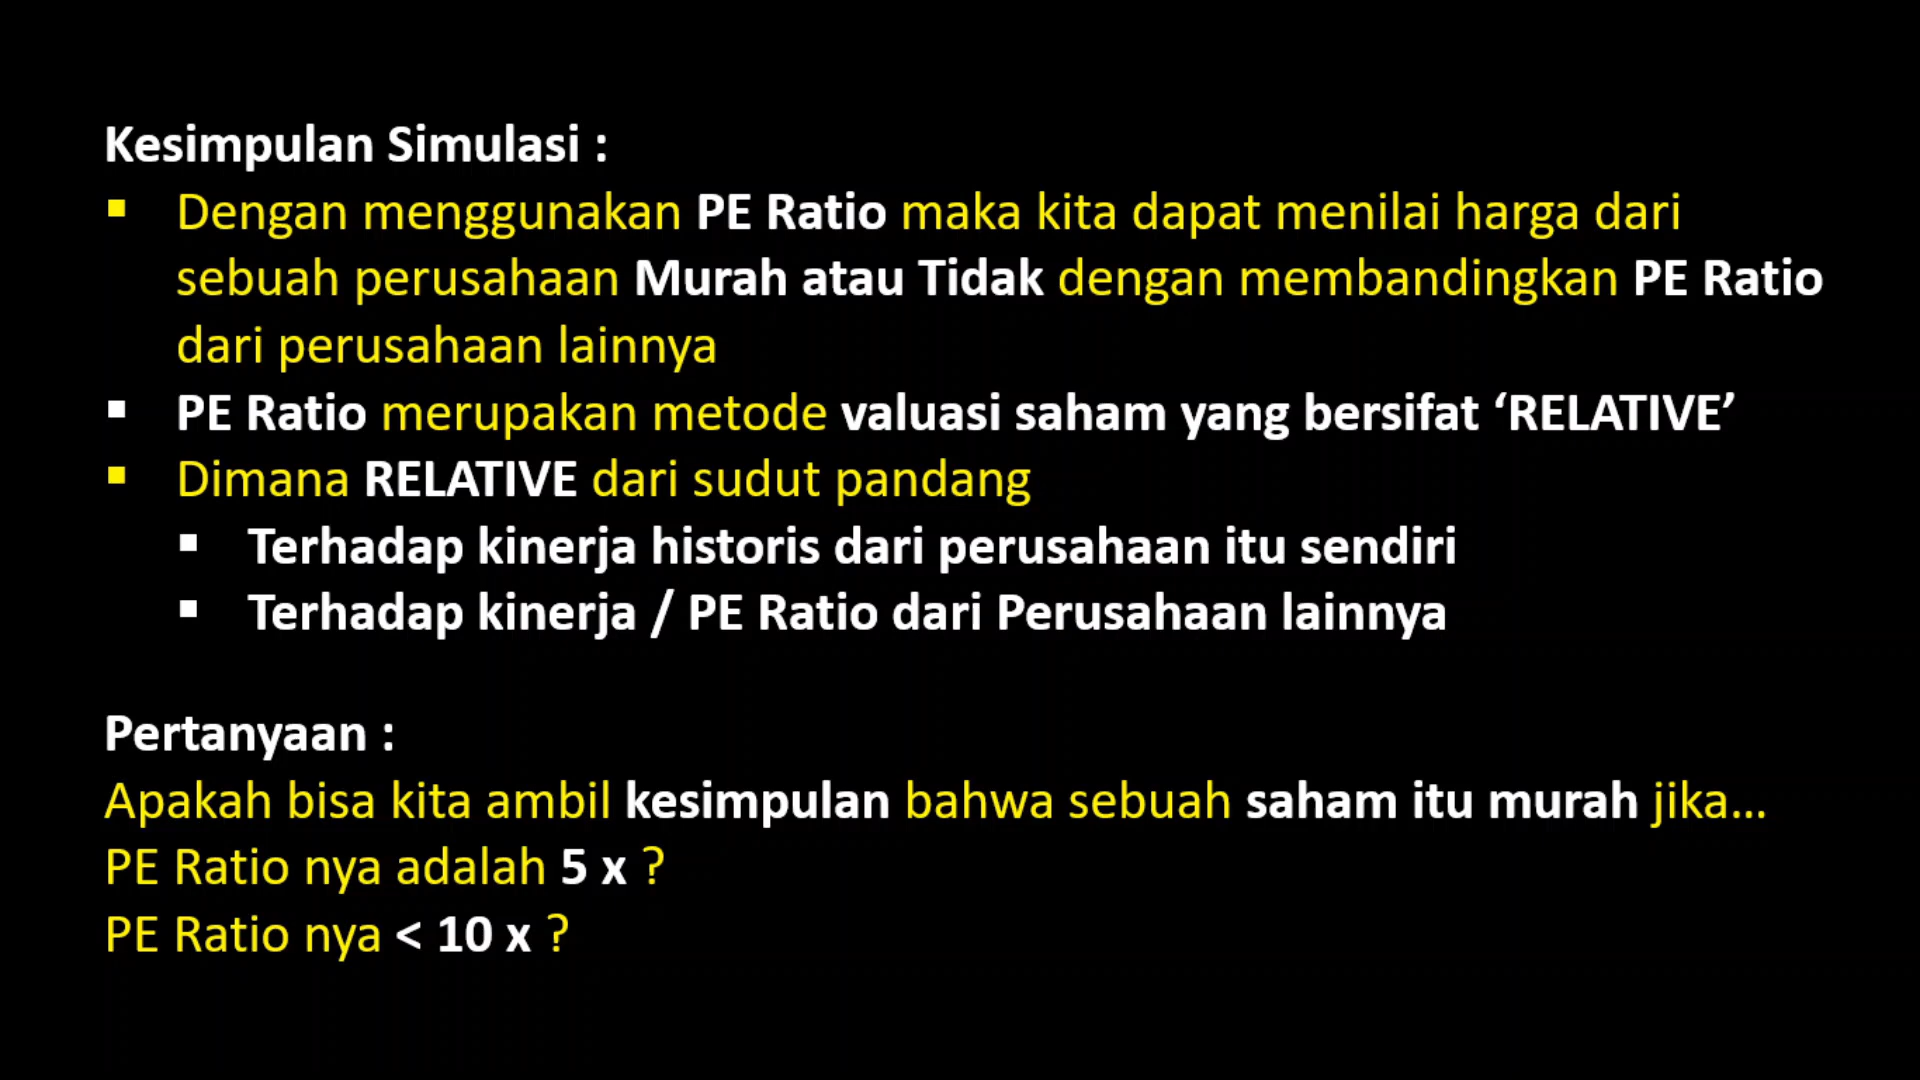 Kesimpulan Simulasi :
▪ Dengan menggunakan PE Ratio maka kita dapat menilai harga dari
sebuah perusahaan Murah atau Tidak dengan membandingkan PE Ratio
dari perusahaan lainnya
▪ PE Ratio merupakan metode valuasi saham yang bersifat ‘RELATIVE’
▪ Dimana RELATIVE dari sudut pandang
▪ Terhadap kinerja historis dari perusahaan itu sendiri
▪ Terhadap kinerja / PE Ratio dari Perusahaan lainnya
Pertanyaan :
Apakah bisa kita ambil kesimpulan bahwa sebuah saham itu murah jika...
PE Ratio nya adalah 5 x ?
PE Ratio nya < 10 x ?